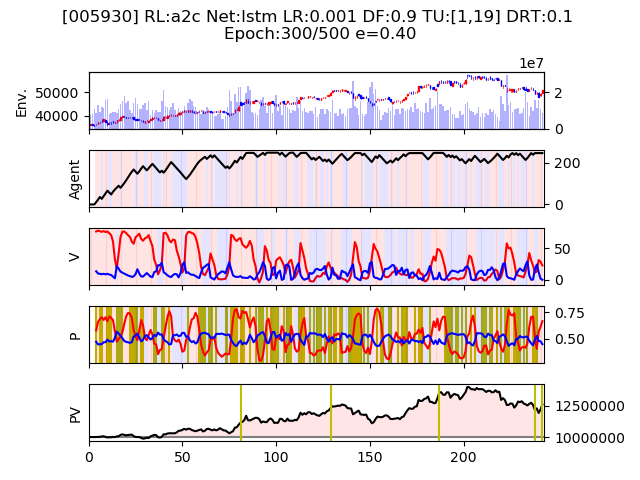 [005930] RL:a2c Net:lstm LR:0.001 DF:0.9 TU:[1,19] DRT:0.1
Epoch:300/500 e=0.40
1e7
Env.
50000
40000
2
0
Agent
200
0
V
50
0
P
0.75
0.50
PV
12500000
10000000
0
50
100
150
200